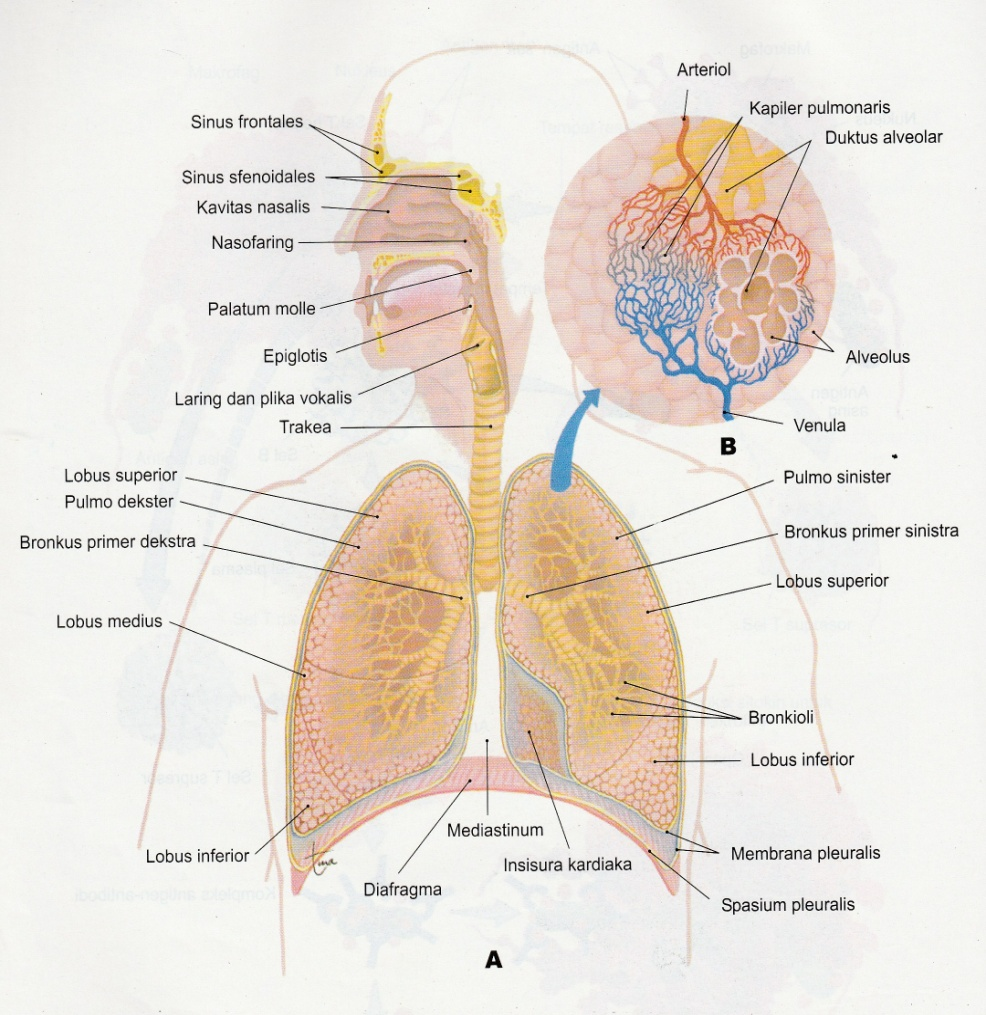 Arteriol
Kapiler pulmonaris
Duktus alveolar
Sinus frontales
Sinus sfenoidales
Kavitas nasalis
Nasofaring
Palatum molle
Epiglotis
Alveolus
Laring dan plika vokalis
Trakea
Venula
B
Lobus superior
Pulmo sinister
Pulmo dekster
Bronkus primer dekstra
Bronkus primer sinistra
Lobus superior
Lobus medius
Bronkioli
Lobus inferior
Mediastinum
Insisura kardiaka
Membrana pleuralis
Lobus inferior
Diafragma
Spasium pleuralis
A